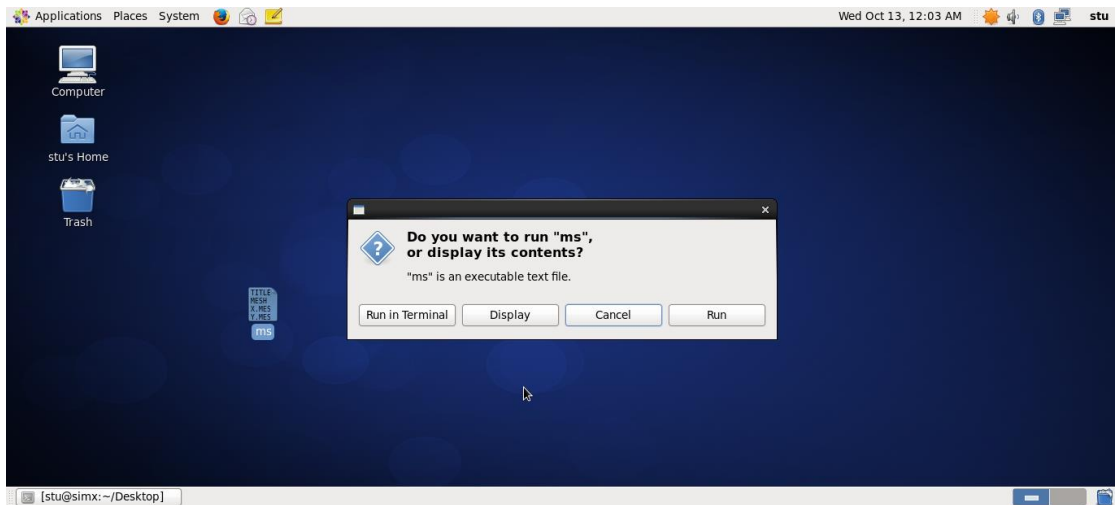 Applications Places System Wed Oct 13, 12:03 AM stu
Computer
stu's Home
Trash
TITLE
MESH
X.MES
Y.MES
ms
Do you want to run "ms",
or display its contents?
"ms" is an executable text file.
Run in Terminal Display Cancel Run
[stu@simx:~/Desktop]